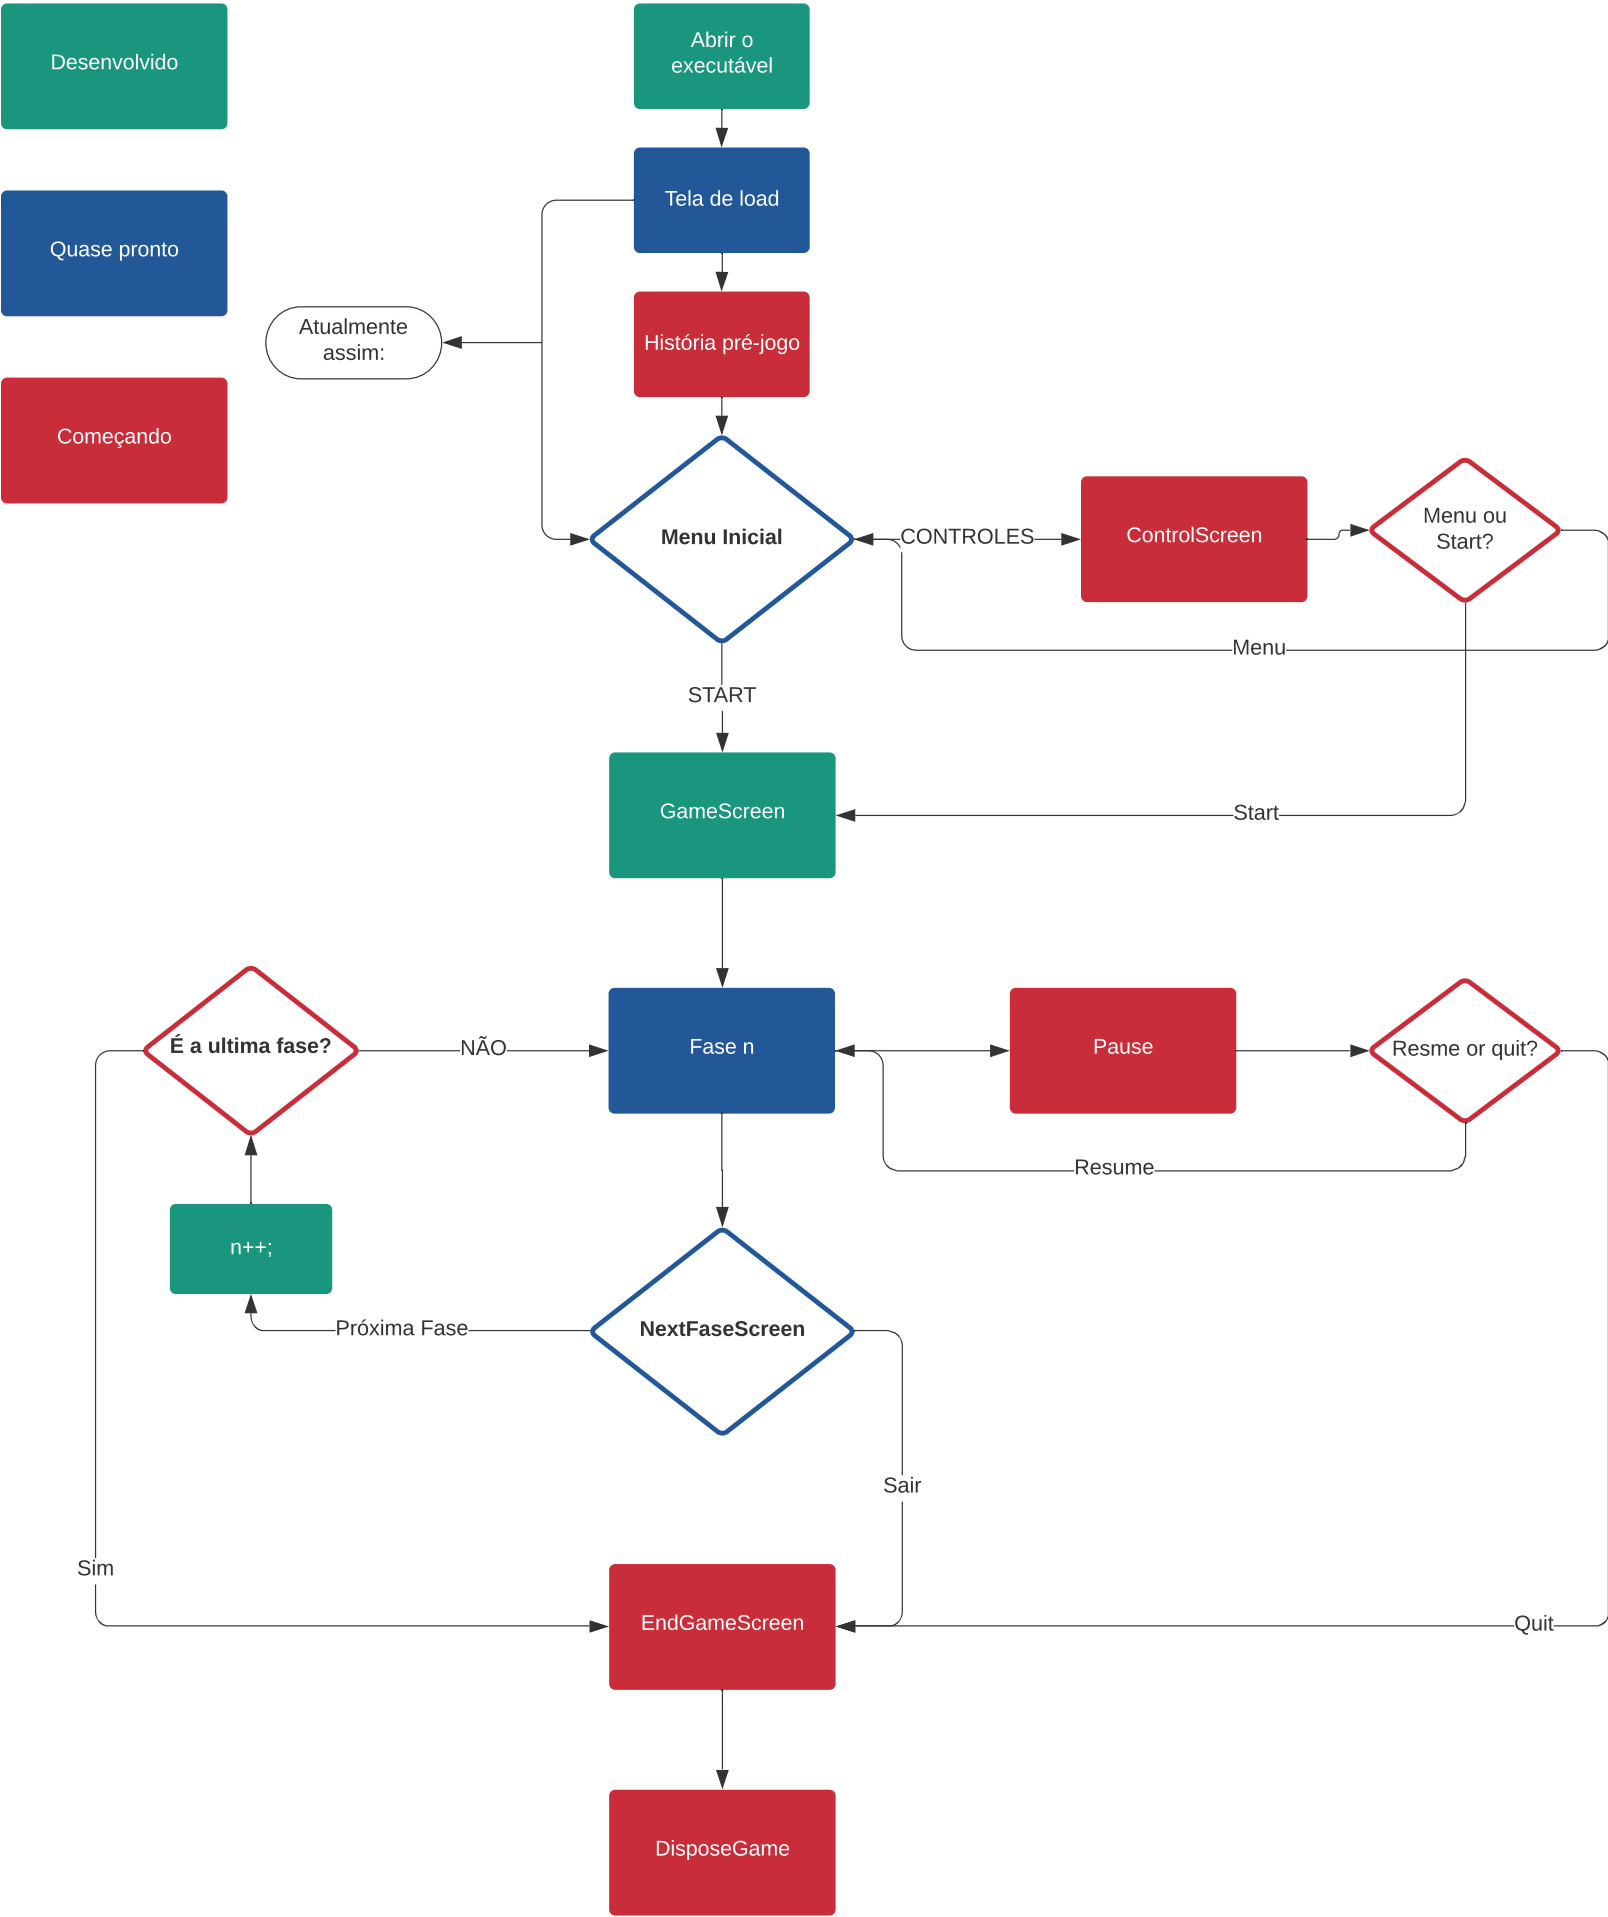 Desenvolvido
Quase pronto
Começando
Abrir o
executável
Tela de load
História pré-jogo
Atualmente
assim:
Menu Inicial
CONTROLES
ControlScreen
Menu ou
Start?
Menu
START
GameScreen
Start
É a ultima fase?
NÃO
Fase n
Pause
Resme or quit?
Resume
n++;
Próxima Fase
NextFaseScreen
Sair
Sim
EndGameScreen
Quit
DisposeGame